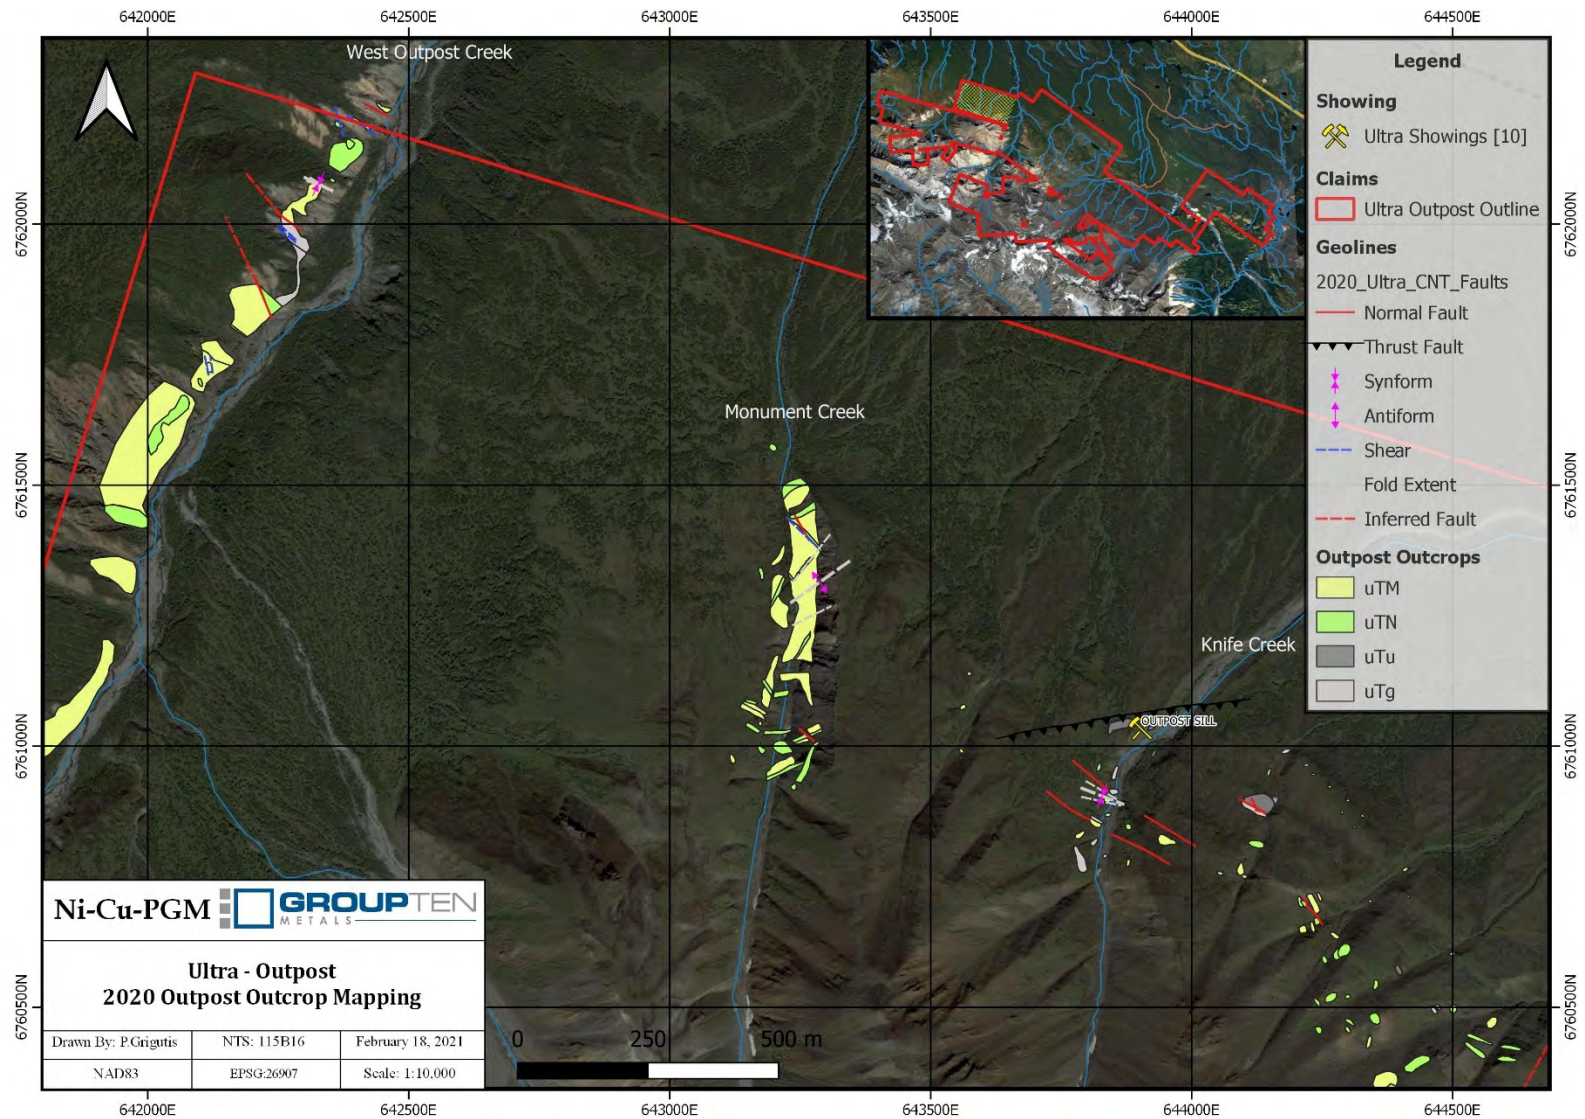 642000E 642500E 643000E 643500E 644000E 644500E
West Outpost Creek
Monument Creek
Knife Creek
OUTPOST SILL
6762000N 6762000N
6761500N 6761500N
6761000N 6761000N
6760500N 6760500N
Legend
Showing
Ultra Showings [10]
Claims
Ultra Outpost Outline
Geolines
2020_Ultra_CNT_Faults
Normal Fault
Thrust Fault
Synform
Antiform
Shear
Fold Extent
Inferred Fault
Outpost Outcrops
uTM
uTN
uTu
uTg
Ni-Cu-PGM GROUP TEN
METALS
Ultra - Outpost
2020 Outpost Outcrop Mapping
Drawn By: P.Grigutis NTS: 115B16 February 18, 2021
NAD83 EPSG:26907 Scale: 1:10,000
0 250 500 m
642000E 642500E 643000E 643500E 644000E 644500E